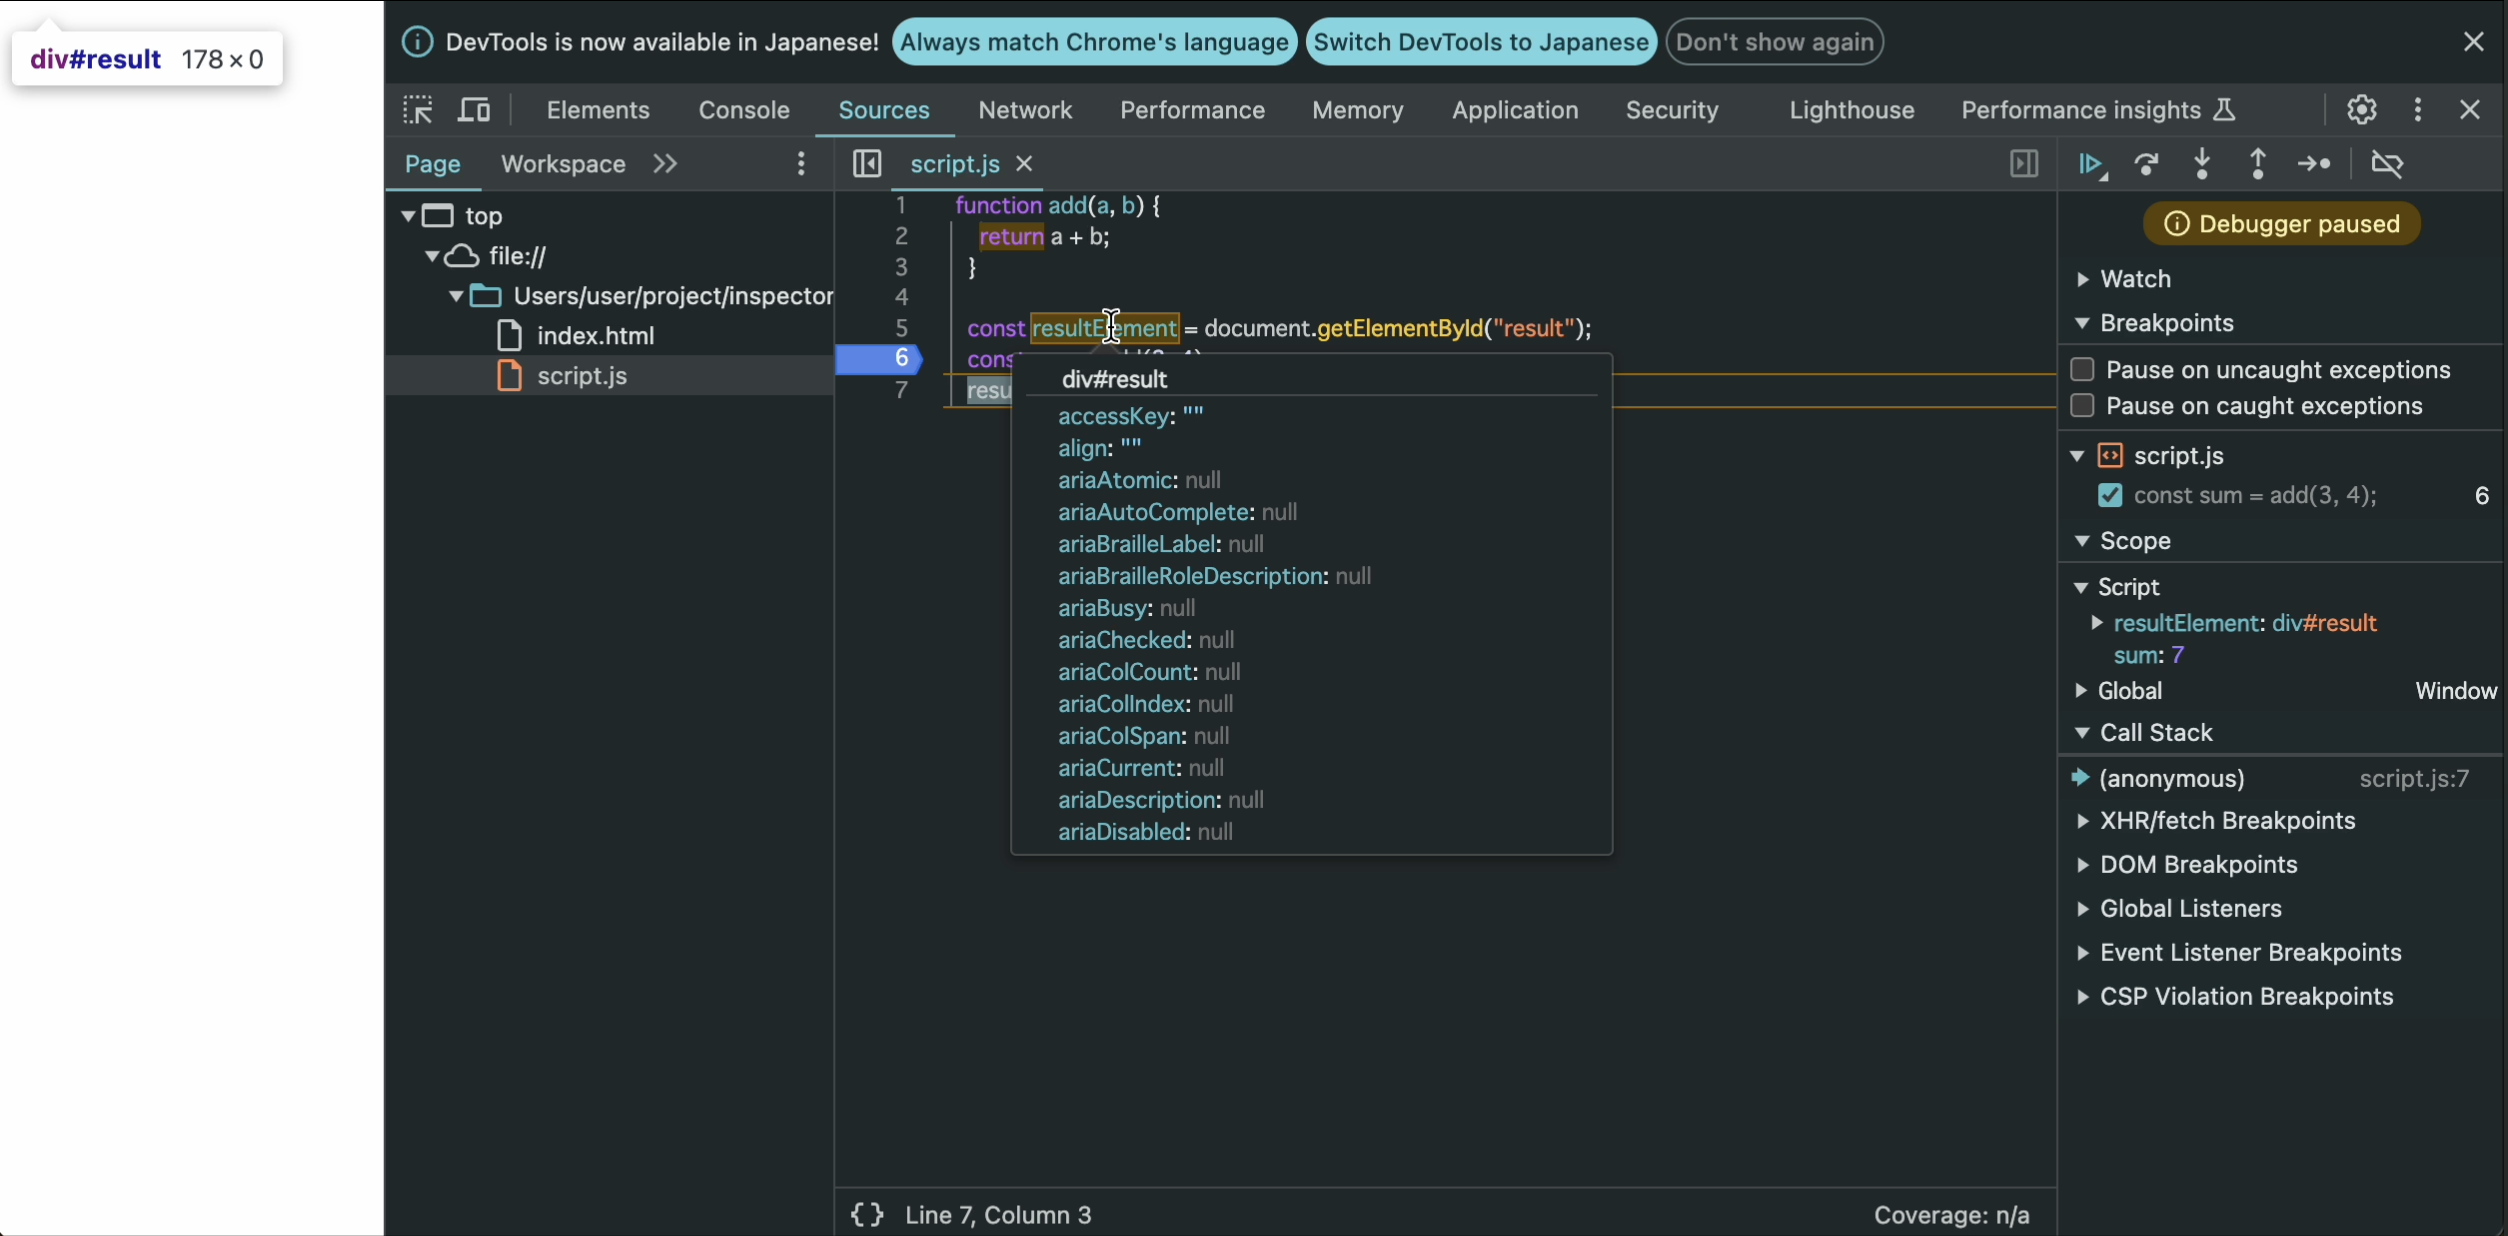 div#result 178 × 0
DevTools is now available in Japanese! Always match Chrome's language Switch DevTools to Japanese Don't show again
Elements Console Sources Network Performance Memory Application Security Lighthouse Performance insights
Page Workspace
top
file://
Users/user/project/inspector
index.html
script.js
script.js
1 function add(a, b) {
2 return a + b;
3 }
4
5 const resultElement = document.getElementById("result");
6
7
div#result
accessKey: ""
align: ""
ariaAtomic: null
ariaAutoComplete: null
ariaBrailleLabel: null
ariaBrailleRoleDescription: null
ariaBusy: null
ariaChecked: null
ariaColCount: null
ariaColIndex: null
ariaColSpan: null
ariaCurrent: null
ariaDescription: null
ariaDisabled: null
{} Line 7, Column 3
Coverage: n/a
Debugger paused
Watch
Breakpoints
Pause on uncaught exceptions
Pause on caught exceptions
script.js
const sum = add(3, 4); 6
Scope
Script
resultElement: div#result
sum: 7
Global Window
Call Stack
(anonymous) script.js:7
XHR/fetch Breakpoints
DOM Breakpoints
Global Listeners
Event Listener Breakpoints
CSP Violation Breakpoints